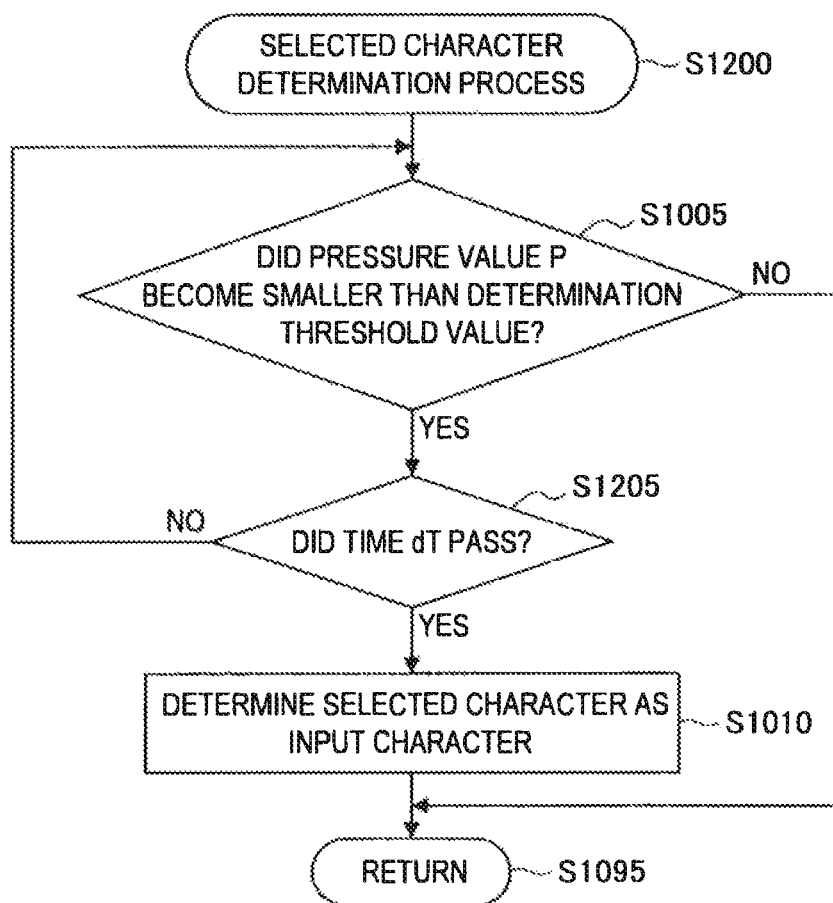 SELECTED CHARACTER
DETERMINATION PROCESS
S1200
S1005
DID PRESSURE VALUE P
BECOME SMALLER THAN DETERMINATION
THRESHOLD VALUE?
NO
YES
S1205
NO
DID TIME dT PASS?
YES
DETERMINE SELECTED CHARACTER AS
INPUT CHARACTER
S1010
RETURN
S1095